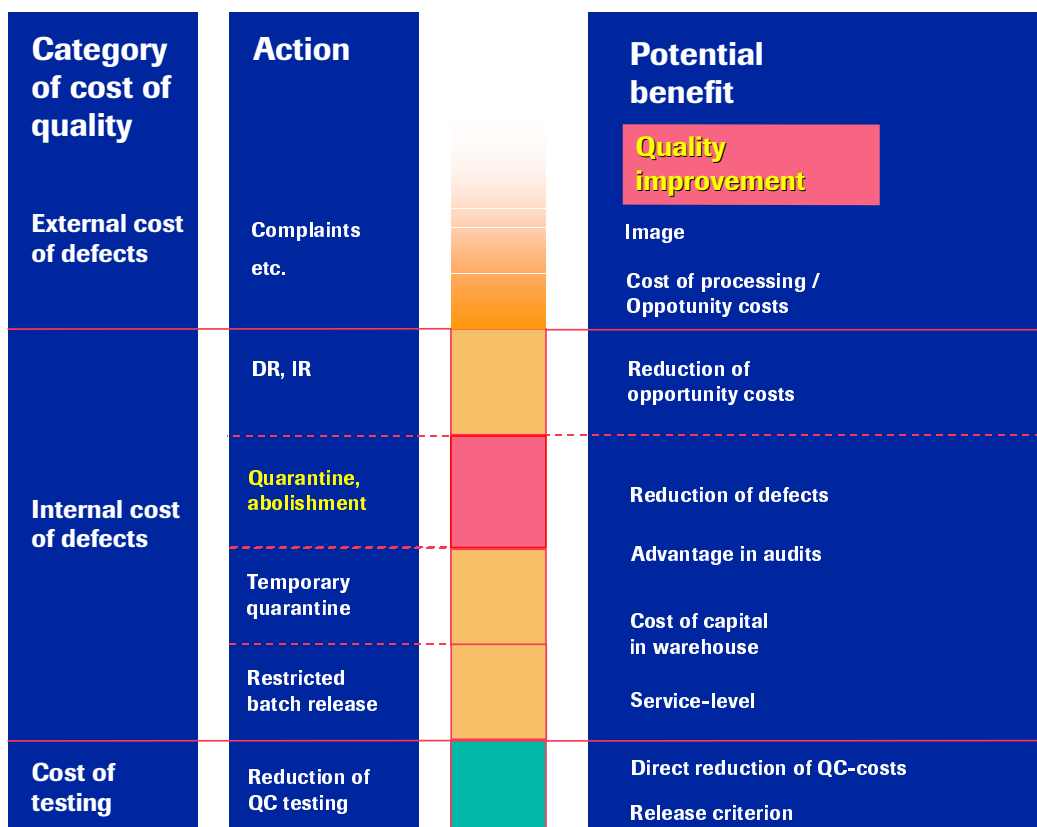 Category
of cost of
quality
Action
Potential
benefit
Quality
improvement
External cost
of defects
Complaints
etc.
Image
Cost of processing /
Oppotunity costs
DR, IR
Reduction of
opportunity costs
Internal cost
of defects
Quarantine,
abolishment
Reduction of defects
Advantage in audits
Temporary
quarantine
Cost of capital
in warehouse
Restricted
batch release
Service-level
Cost of
testing
Reduction of
QC testing
Direct reduction of QC-costs
Release criterion